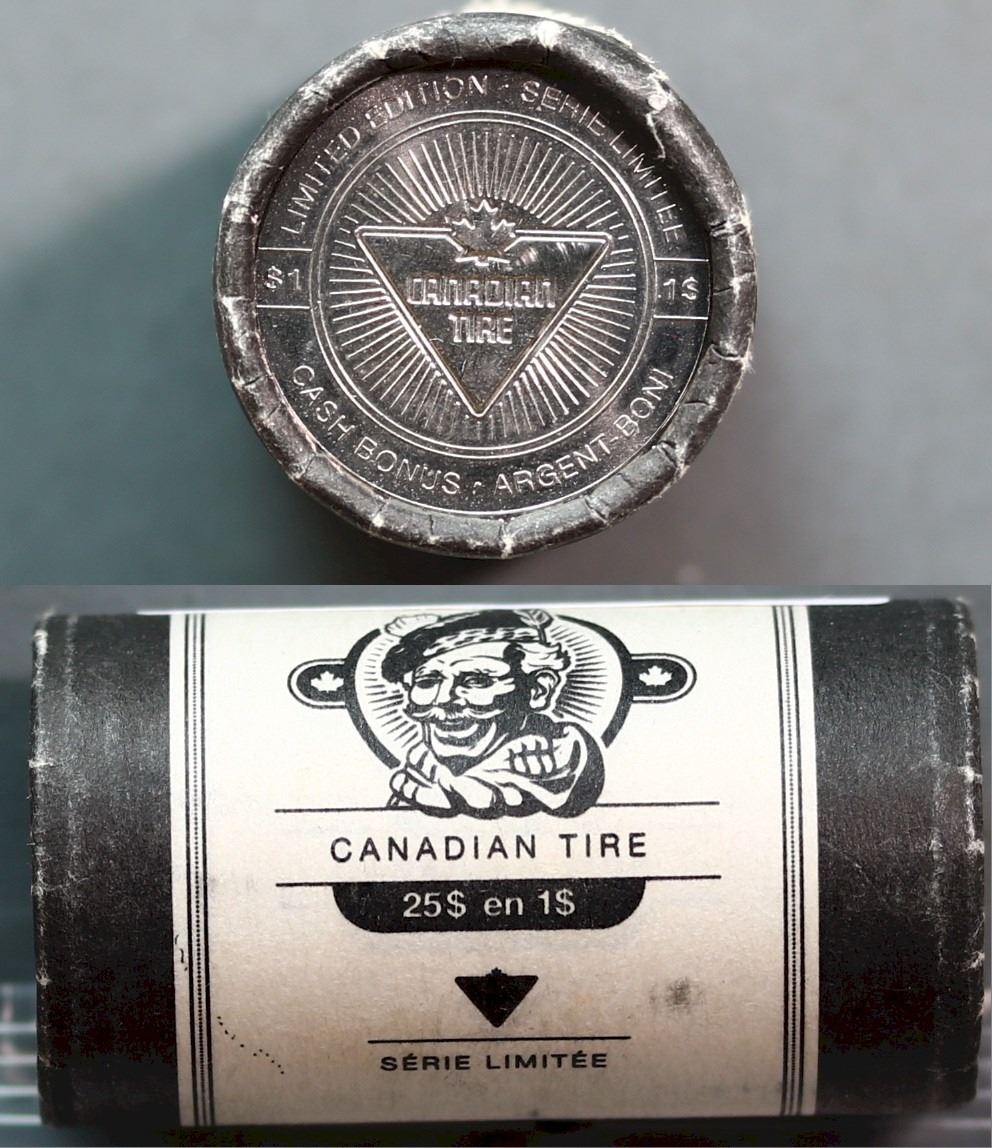 LIMITED EDITION · SÉRIE LIMITÉE
$1
CANADIAN
TIRE
1$
CASH BONUS · ARGENT-BONI
CANADIAN TIRE
25$ en 1$
SÉRIE LIMITÉE